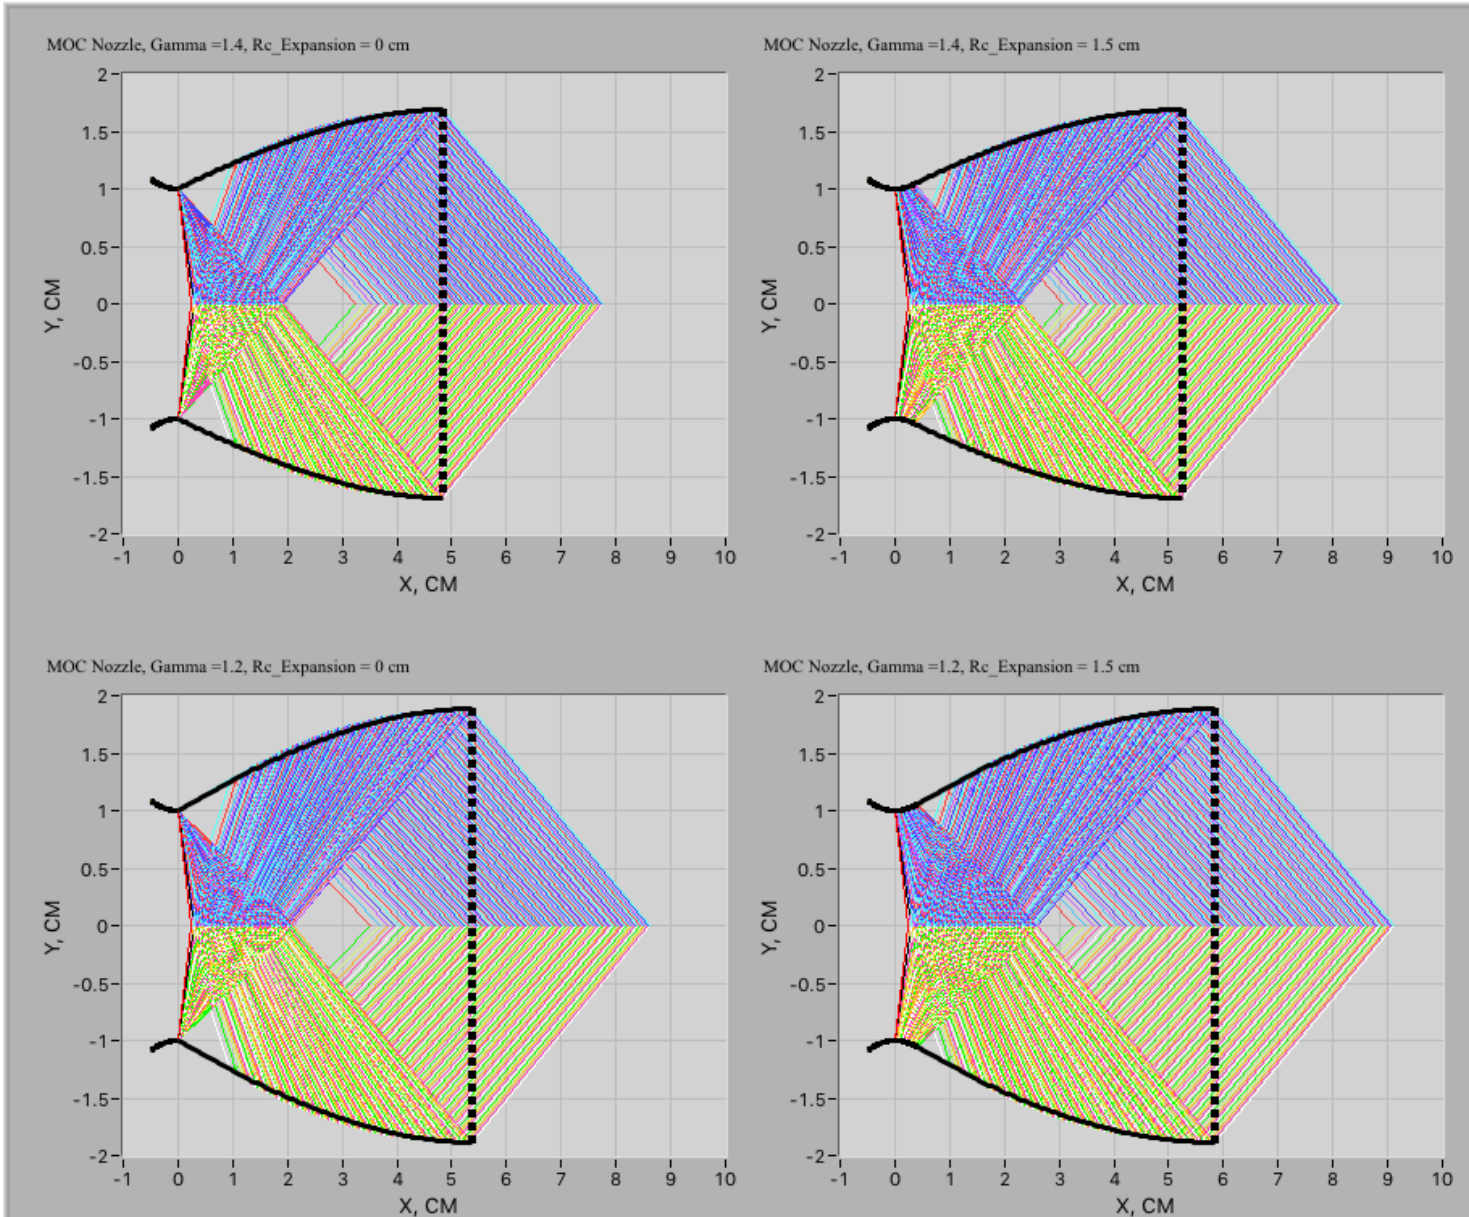 MOC Nozzle, Gamma =1.4, Rc_Expansion = 0 cm
2
1.5
1
0.5
0
-0.5
-1
-1.5
-2
Y, CM
-1 0 1 2 3 4 5 6 7 8 9 10
X, CM
MOC Nozzle, Gamma =1.4, Rc_Expansion = 1.5 cm
2
1.5
1
0.5
0
-0.5
-1
-1.5
-2
Y, CM
-1 0 1 2 3 4 5 6 7 8 9 10
X, CM
MOC Nozzle, Gamma =1.2, Rc_Expansion = 0 cm
2
1.5
1
0.5
0
-0.5
-1
-1.5
-2
Y, CM
-1 0 1 2 3 4 5 6 7 8 9 10
X, CM
MOC Nozzle, Gamma =1.2, Rc_Expansion = 1.5 cm
2
1.5
1
0.5
0
-0.5
-1
-1.5
-2
Y, CM
-1 0 1 2 3 4 5 6 7 8 9 10
X, CM